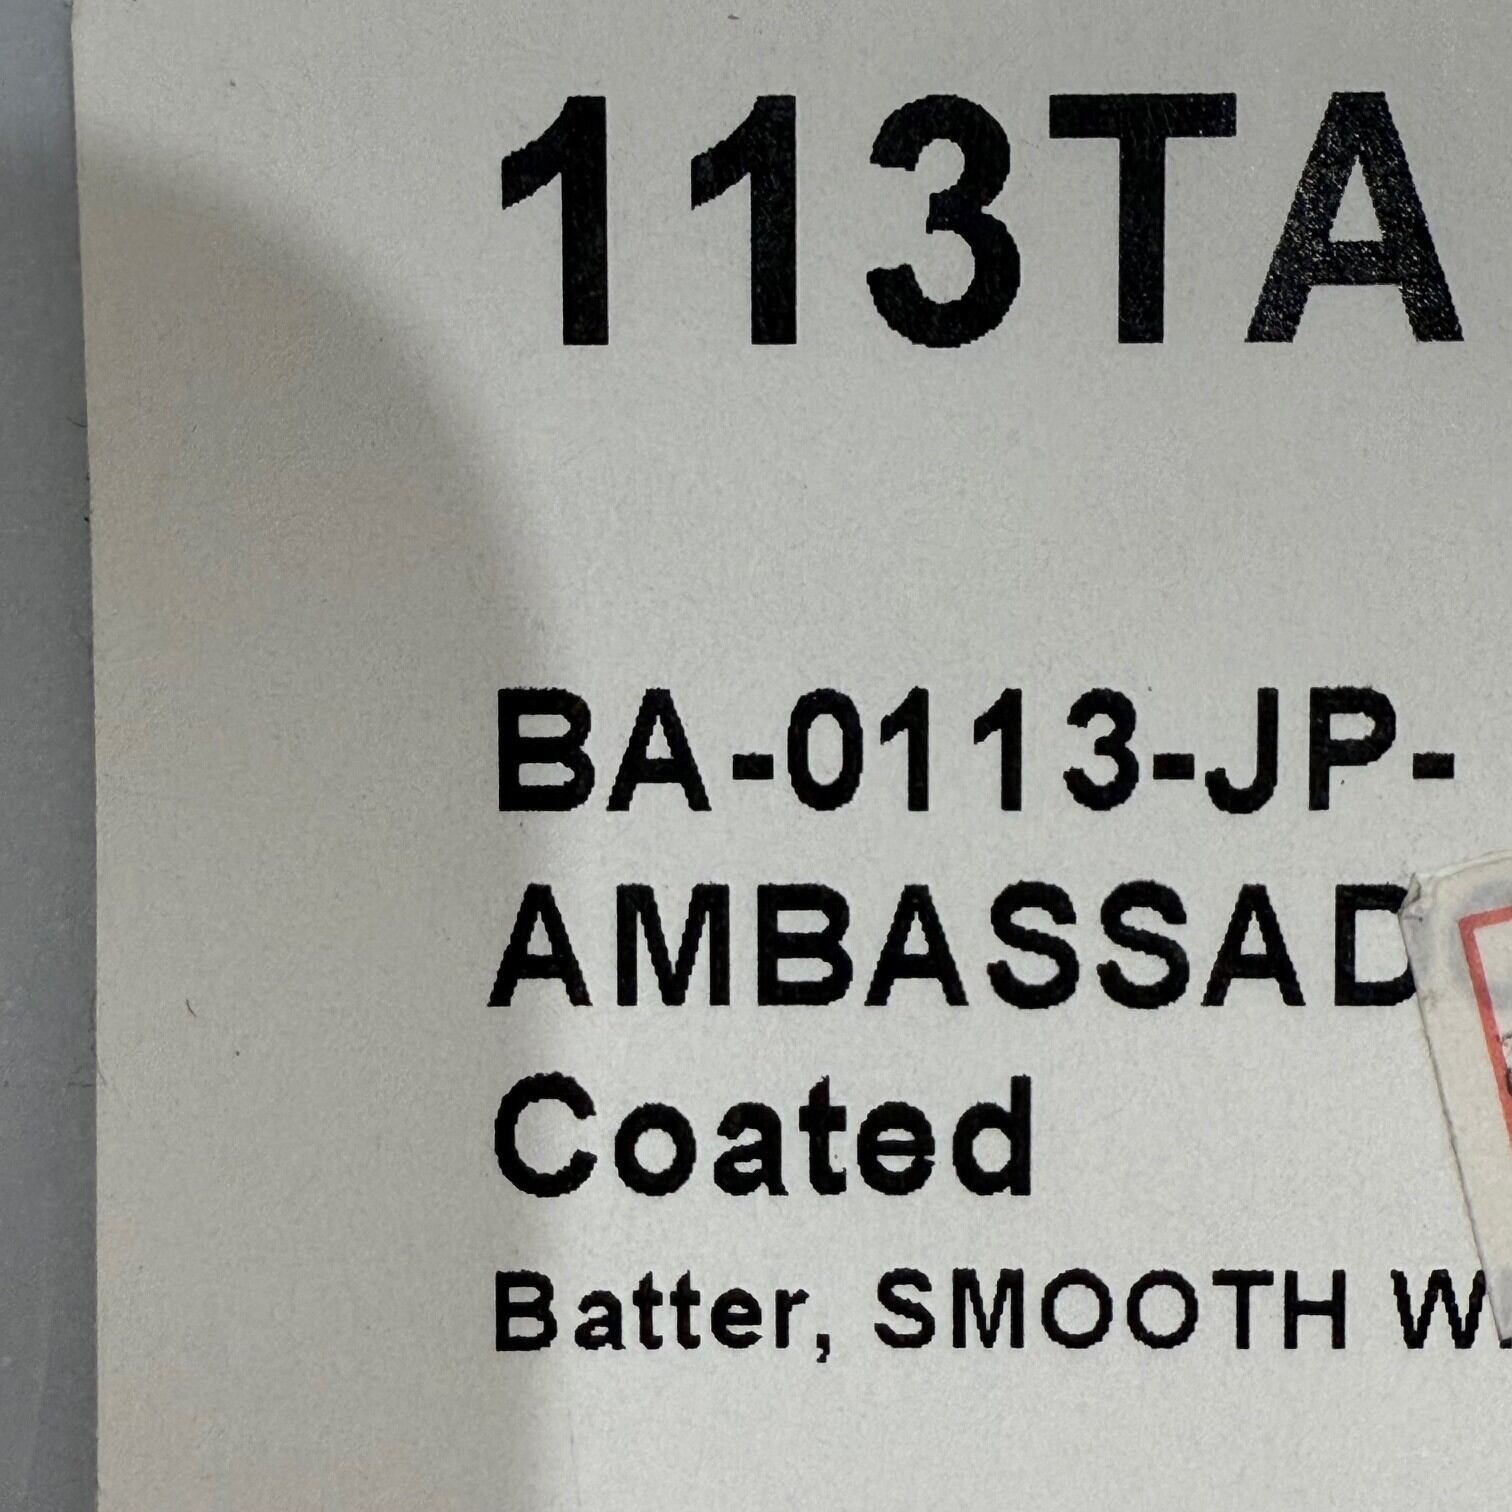 113TA
BA-0113-JP-
AMBASSAD
Coated
Batter, SMOOTH W